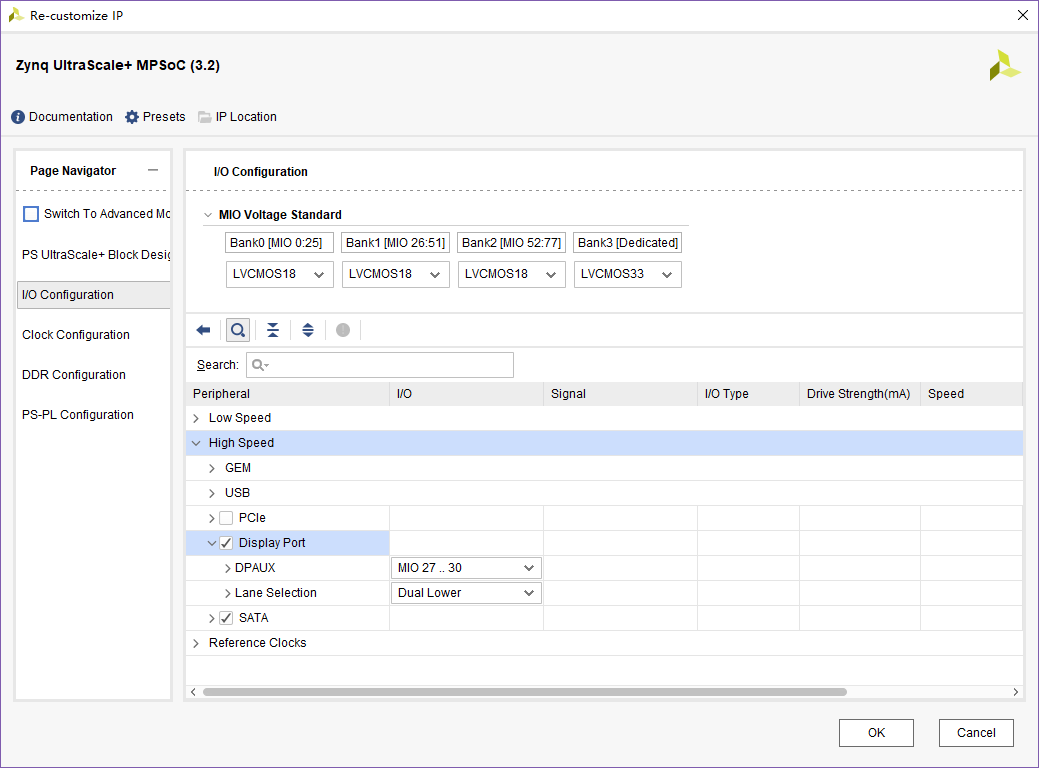 Re-customize IP
Zynq UltraScale+ MPSoC (3.2)
Documentation Presets IP Location
Page Navigator
Switch To Advanced Mo
PS UltraScale+ Block Desig
I/O Configuration
Clock Configuration
DDR Configuration
PS-PL Configuration
I/O Configuration
MIO Voltage Standard
Bank0 [MIO 0:25] Bank1 [MIO 26:51] Bank2 [MIO 52:77] Bank3 [Dedicated]
LVCMOS18 LVCMOS18 LVCMOS18 LVCMOS33
Search:
Peripheral I/O Signal I/O Type Drive Strength(mA) Speed
Low Speed
High Speed
GEM
USB
PCIe
Display Port
DPAUX MIO 27 .. 30
Lane Selection Dual Lower
SATA
Reference Clocks
OK Cancel